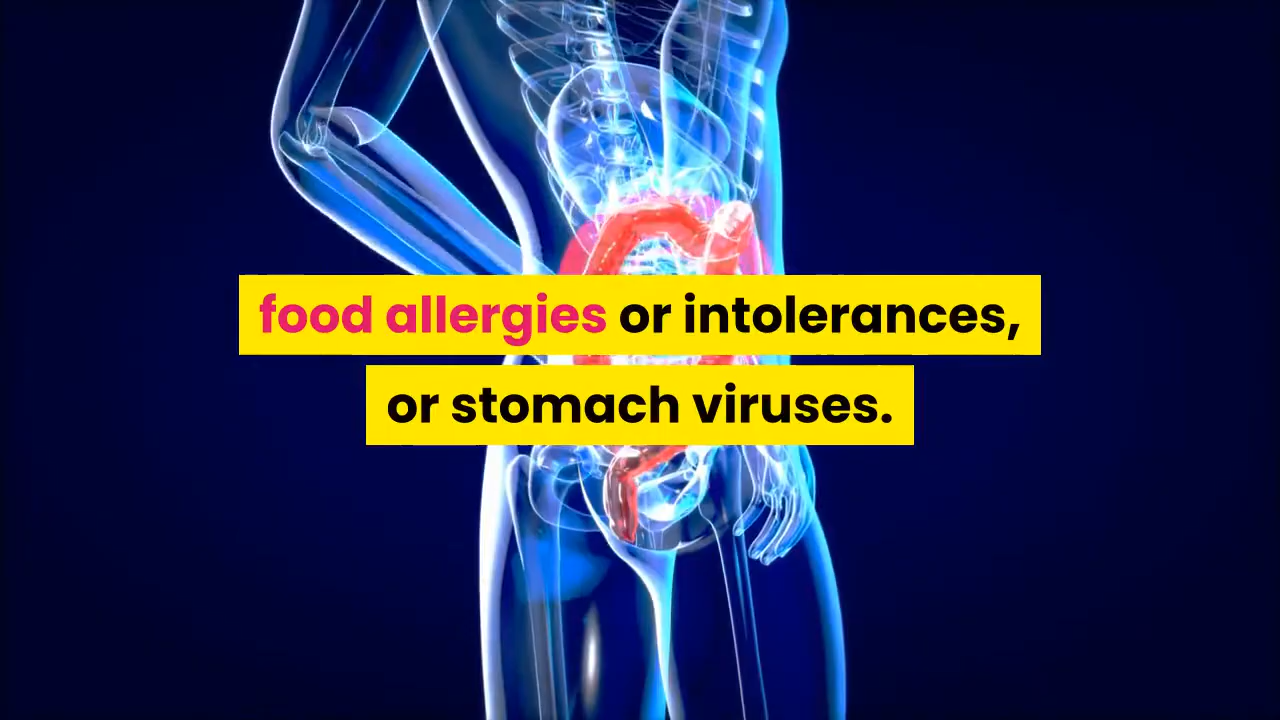 food allergies or intolerances,
or stomach viruses.